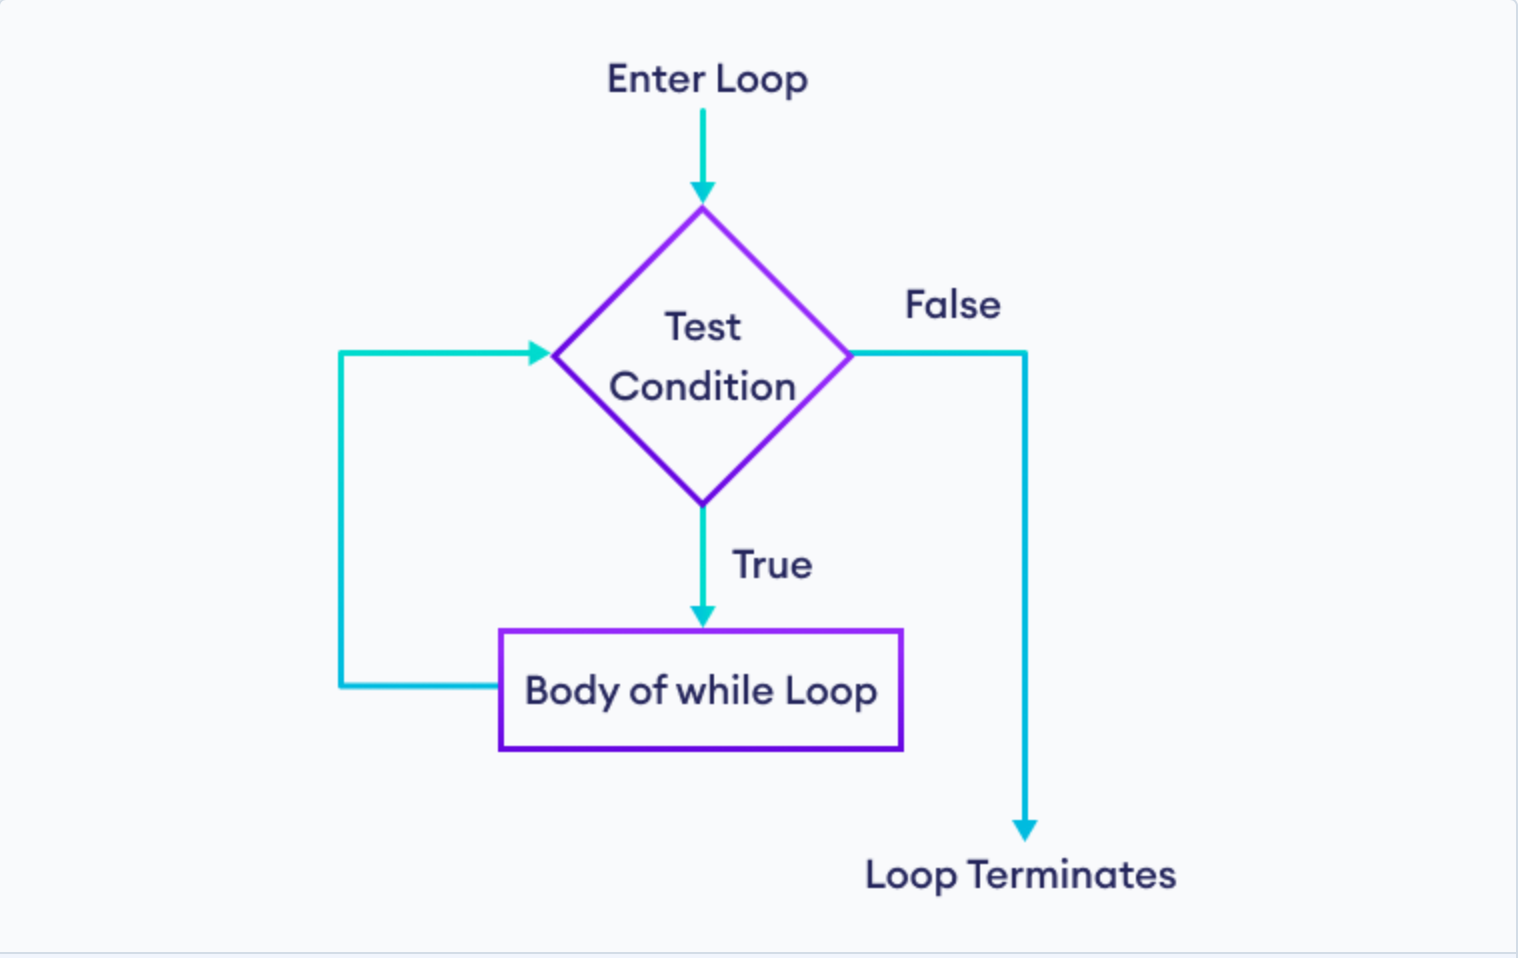 Enter Loop
Test
Condition
False
True
Body of while Loop
Loop Terminates